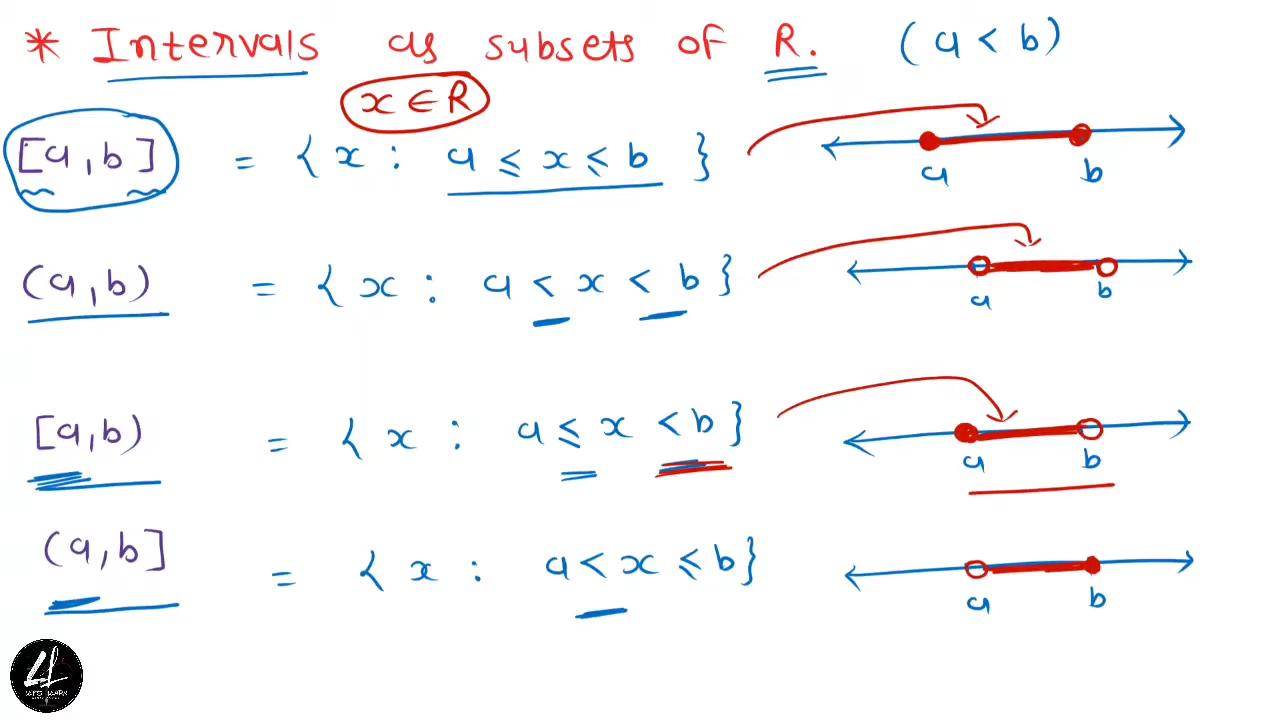 * Intervals as subsets of R. (a < b)
x ∈ R
[a, b] = { x : a ≤ x ≤ b }
a b
(a, b) = { x : a < x < b }
a b
[a, b) = { x : a ≤ x < b }
a b
(a, b] = { x : a < x ≤ b }
a b